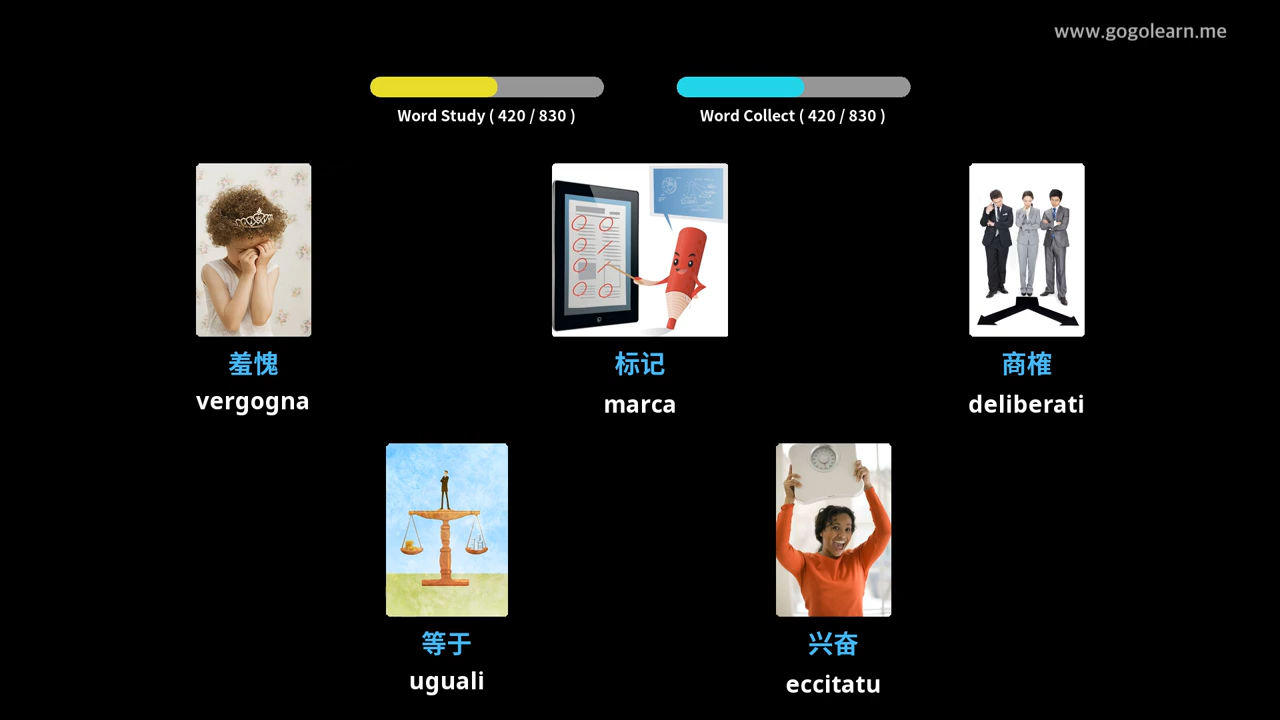 www.gogolearn.me
Word Study ( 420 / 830 )
Word Collect ( 420 / 830 )
羞愧
vergogna
标记
marca
商榷
deliberati
等于
uguali
兴奋
eccitatu